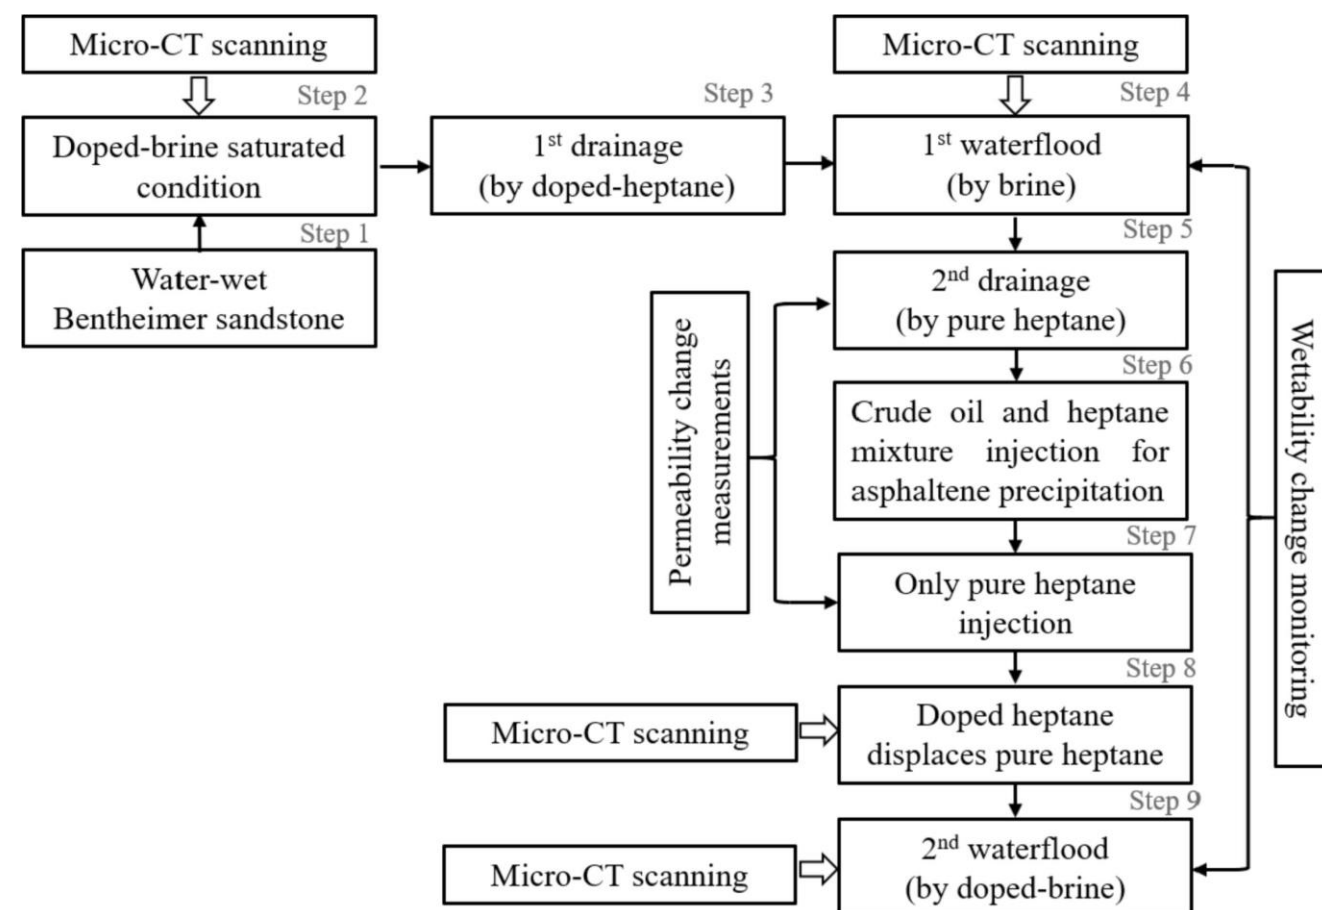 Micro-CT scanning
Step 2
Doped-brine saturated
condition
Step 1
Water-wet
Bentheimer sandstone
Step 3
1st drainage
(by doped-heptane)
Micro-CT scanning
Step 4
1st waterflood
(by brine)
Step 5
2nd drainage
(by pure heptane)
Step 6
Crude oil and heptane
mixture injection for
asphaltene precipitation
Step 7
Only pure heptane
injection
Step 8
Doped heptane
displaces pure heptane
Step 9
2nd waterflood
(by doped-brine)
Permeability change
measurements
Micro-CT scanning
Micro-CT scanning
Wettability change monitoring